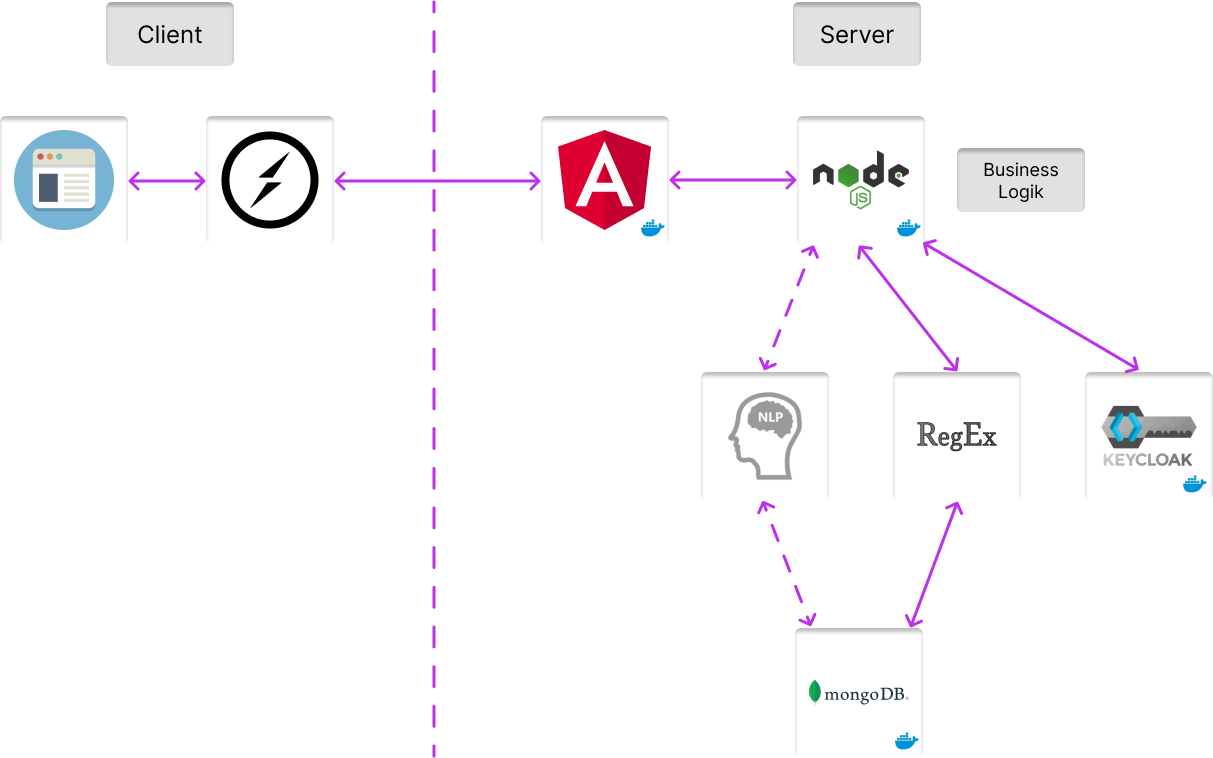 Client
Server
node
JS
Business
Logik
NLP
RegEx
KEYCLOAK
mongoDB.